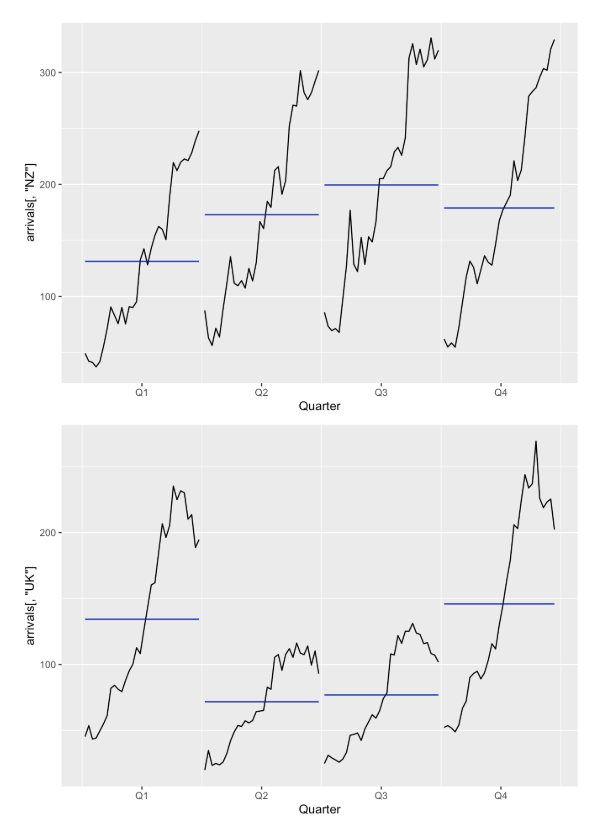 arrivals[, "NZ"]
300
200
100
Q1 Q2 Q3 Q4
Quarter
arrivals[, "UK"]
200
100
Q1 Q2 Q3 Q4
Quarter